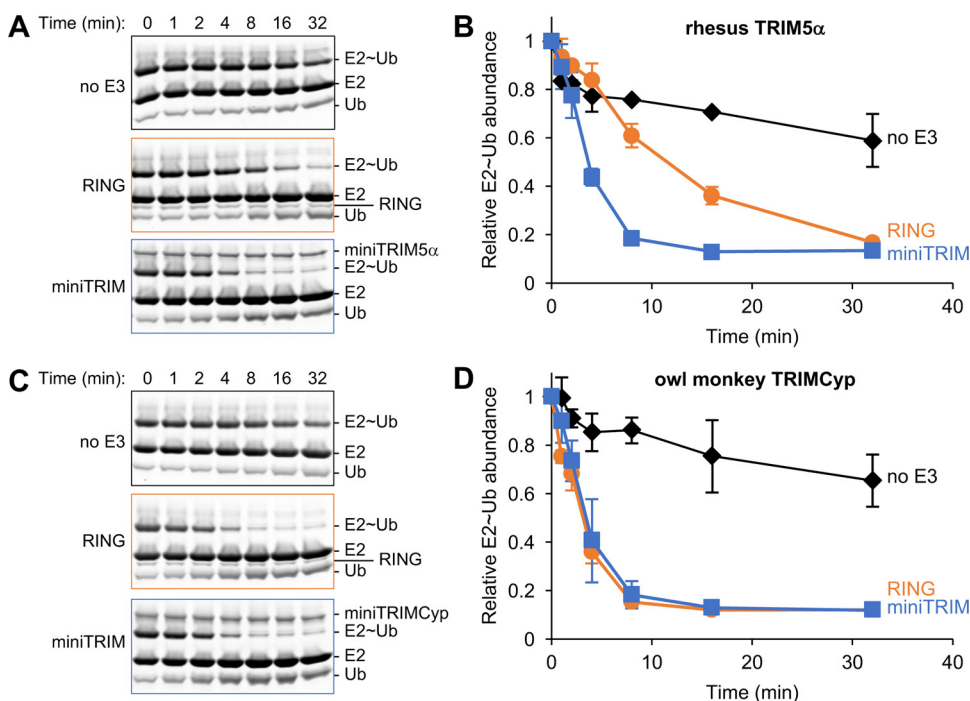 A
Time (min): 0 1 2 4 8 16 32
no E3
E2~Ub
E2
Ub
RING
E2~Ub
E2
RING
Ub
miniTRIM
miniTRIM5α
E2~Ub
E2
Ub
B
rhesus TRIM5α
Relative E2~Ub abundance
1
0.8
0.6
0.4
0.2
0
no E3
RING
miniTRIM
0 10 20 30 40
Time (min)
C
Time (min): 0 1 2 4 8 16 32
no E3
E2~Ub
E2
Ub
RING
E2~Ub
E2
RING
Ub
miniTRIM
miniTRIMCyp
E2~Ub
E2
Ub
D
owl monkey TRIMCyp
Relative E2~Ub abundance
1
0.8
0.6
0.4
0.2
0
no E3
RING
miniTRIM
0 10 20 30 40
Time (min)